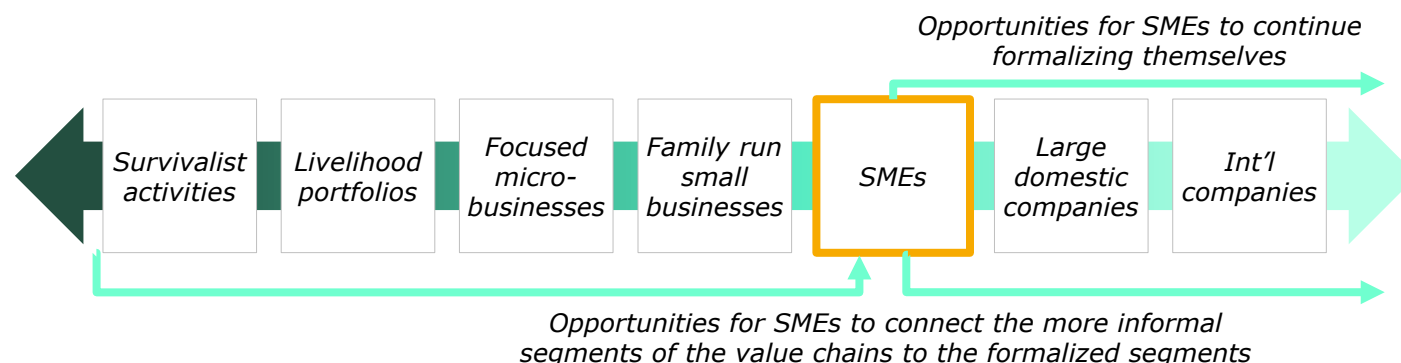 Opportunities for SMEs to continue
formalizing themselves
Survivalist
activities
Livelihood
portfolios
Focused
micro-
businesses
Family run
small
businesses
SMEs
Large
domestic
companies
Int’l
companies
Opportunities for SMEs to connect the more informal
segments of the value chains to the formalized segments